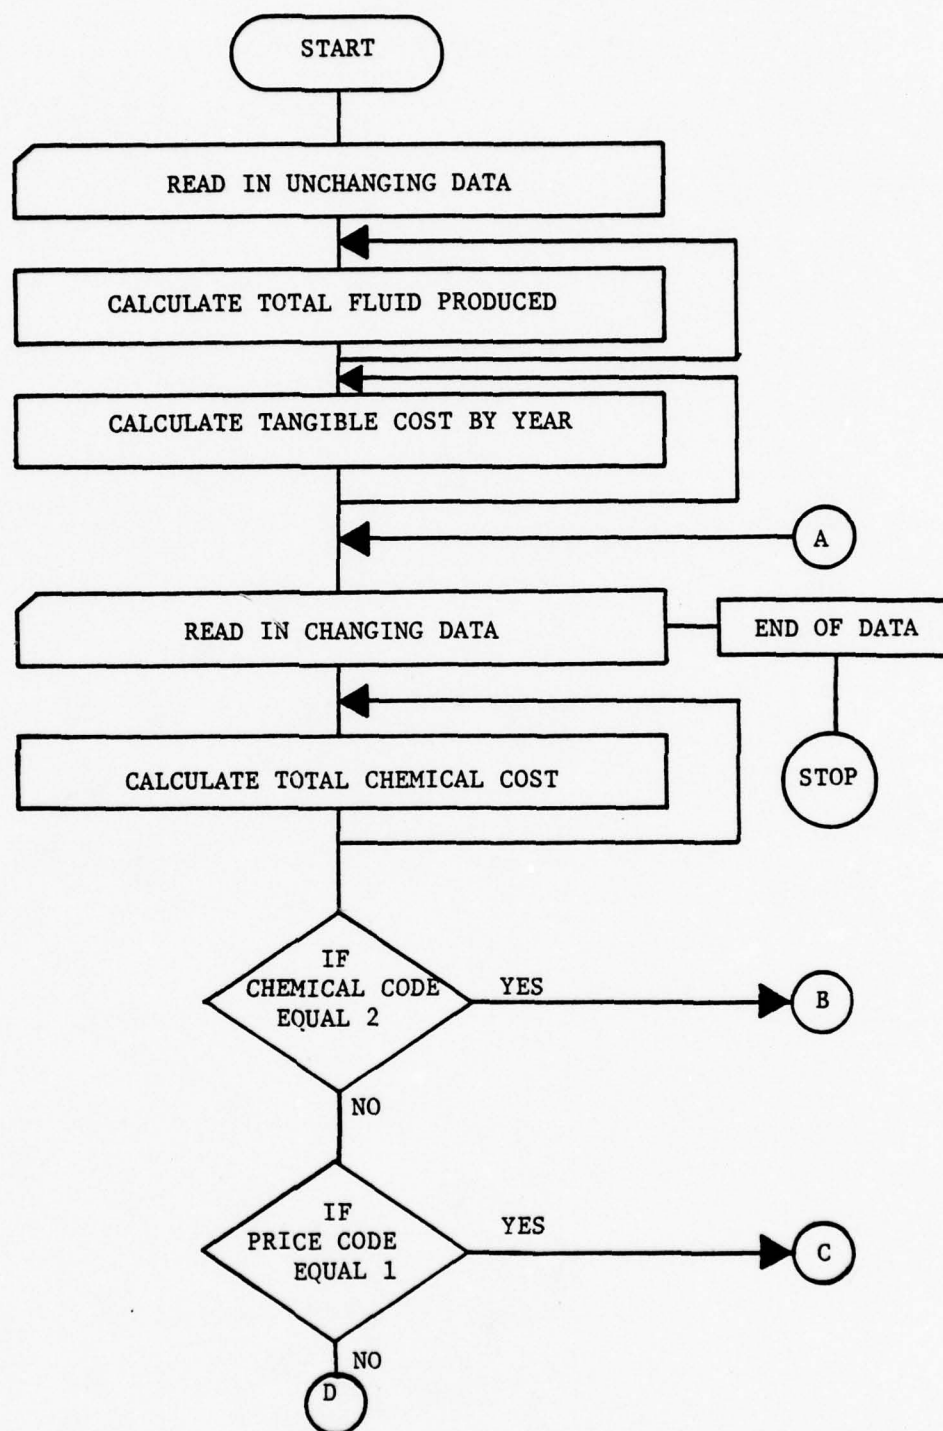 START
READ IN UNCHANGING DATA
CALCULATE TOTAL FLUID PRODUCED
CALCULATE TANGIBLE COST BY YEAR
A
READ IN CHANGING DATA
END OF DATA
CALCULATE TOTAL CHEMICAL COST
STOP
IF
CHEMICAL CODE
EQUAL 2
YES
B
NO
IF
PRICE CODE
EQUAL 1
YES
C
NO
D